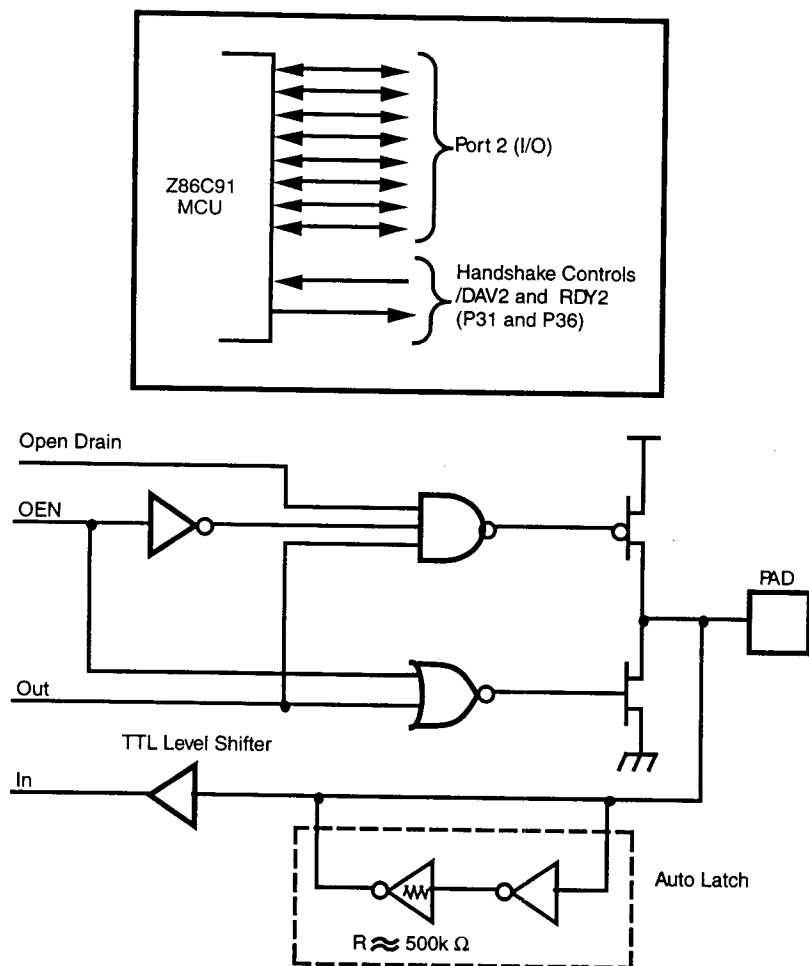 Z86C91
MCU
Port 2 (I/O)
Handshake Controls
/DAV2 and RDY2
(P31 and P36)
Open Drain
OEN
PAD
Out
TTL Level Shifter
In
Auto Latch
R ≈ 500k Ω